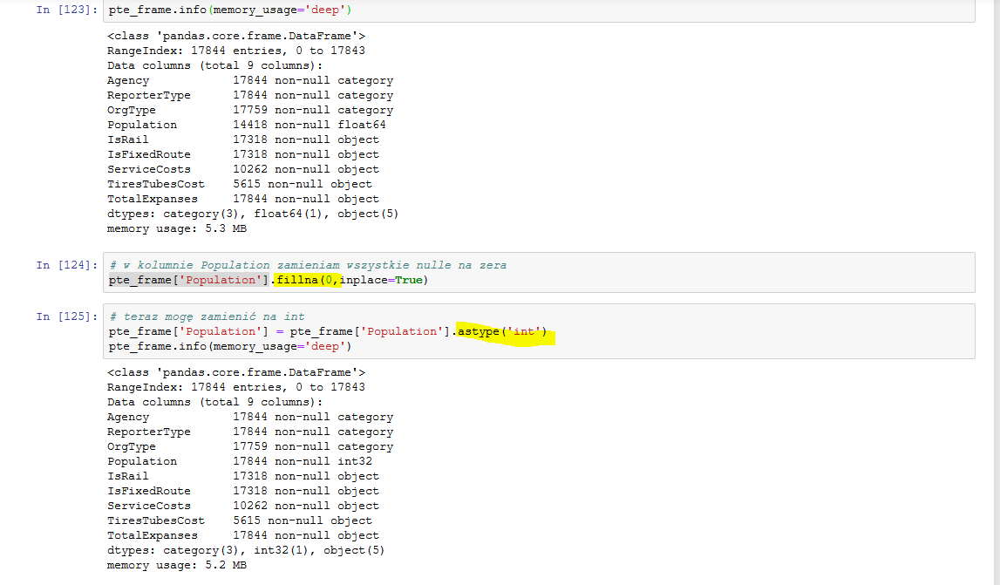 In [123]: pte_frame.info(memory_usage='deep')
<class 'pandas.core.frame.DataFrame'>
RangeIndex: 17844 entries, 0 to 17843
Data columns (total 9 columns):
Agency            17844 non-null category
ReporterType      17844 non-null category
OrgType           17759 non-null category
Population        14418 non-null float64
IsRail            17318 non-null object
IsFixedRoute      17318 non-null object
ServiceCosts      10262 non-null object
TiresTubesCost    5615 non-null object
TotalExpanses     17844 non-null object
dtypes: category(3), float64(1), object(5)
memory usage: 5.3 MB
In [124]: # w kolumnie Population zamieniam wszystkie nulle na zera
pte_frame['Population'].fillna(0,inplace=True)
In [125]: # teraz mogę zamienić na int
pte_frame['Population'] = pte_frame['Population'].astype('int')
pte_frame.info(memory_usage='deep')
<class 'pandas.core.frame.DataFrame'>
RangeIndex: 17844 entries, 0 to 17843
Data columns (total 9 columns):
Agency            17844 non-null category
ReporterType      17844 non-null category
OrgType           17759 non-null category
Population        17844 non-null int32
IsRail            17318 non-null object
IsFixedRoute      17318 non-null object
ServiceCosts      10262 non-null object
TiresTubesCost    5615 non-null object
TotalExpanses     17844 non-null object
dtypes: category(3), int32(1), object(5)
memory usage: 5.2 MB